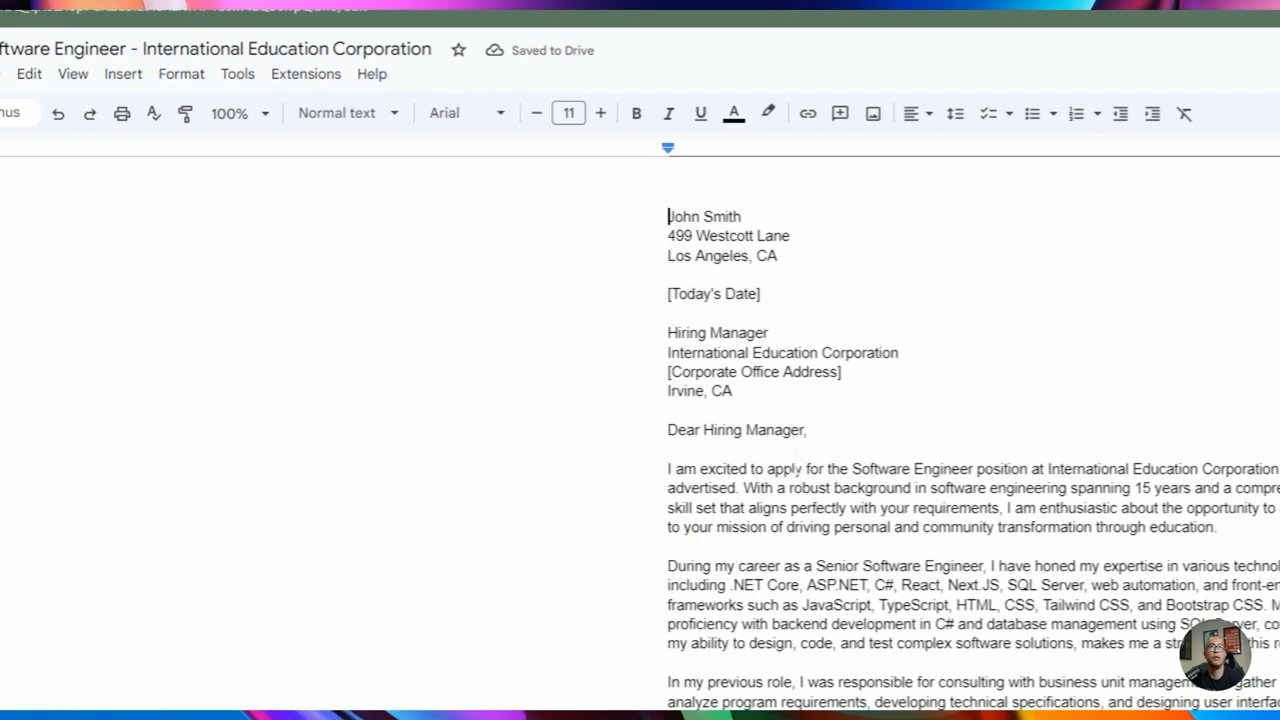 ftware Engineer - International Education Corporation Saved to Drive
Edit View Insert Format Tools Extensions Help
nus 100% Normal text Arial 11 B I U A
John Smith
499 Westcott Lane
Los Angeles, CA
[Today's Date]
Hiring Manager
International Education Corporation
[Corporate Office Address]
Irvine, CA
Dear Hiring Manager,
I am excited to apply for the Software Engineer position at International Education Corporation
advertised. With a robust background in software engineering spanning 15 years and a compre
skill set that aligns perfectly with your requirements, I am enthusiastic about the opportunity to
to your mission of driving personal and community transformation through education.
During my career as a Senior Software Engineer, I have honed my expertise in various technol
including .NET Core, ASP.NET, C#, React, Next.JS, SQL Server, web automation, and front-en
frameworks such as JavaScript, TypeScript, HTML, CSS, Tailwind CSS, and Bootstrap CSS. M
proficiency with backend development in C# and database management using SQL Server, co
my ability to design, code, and test complex software solutions, makes me a st this r
In my previous role, I was responsible for consulting with business unit managem gather
analyze program requirements, developing technical specifications, and designing user interfa